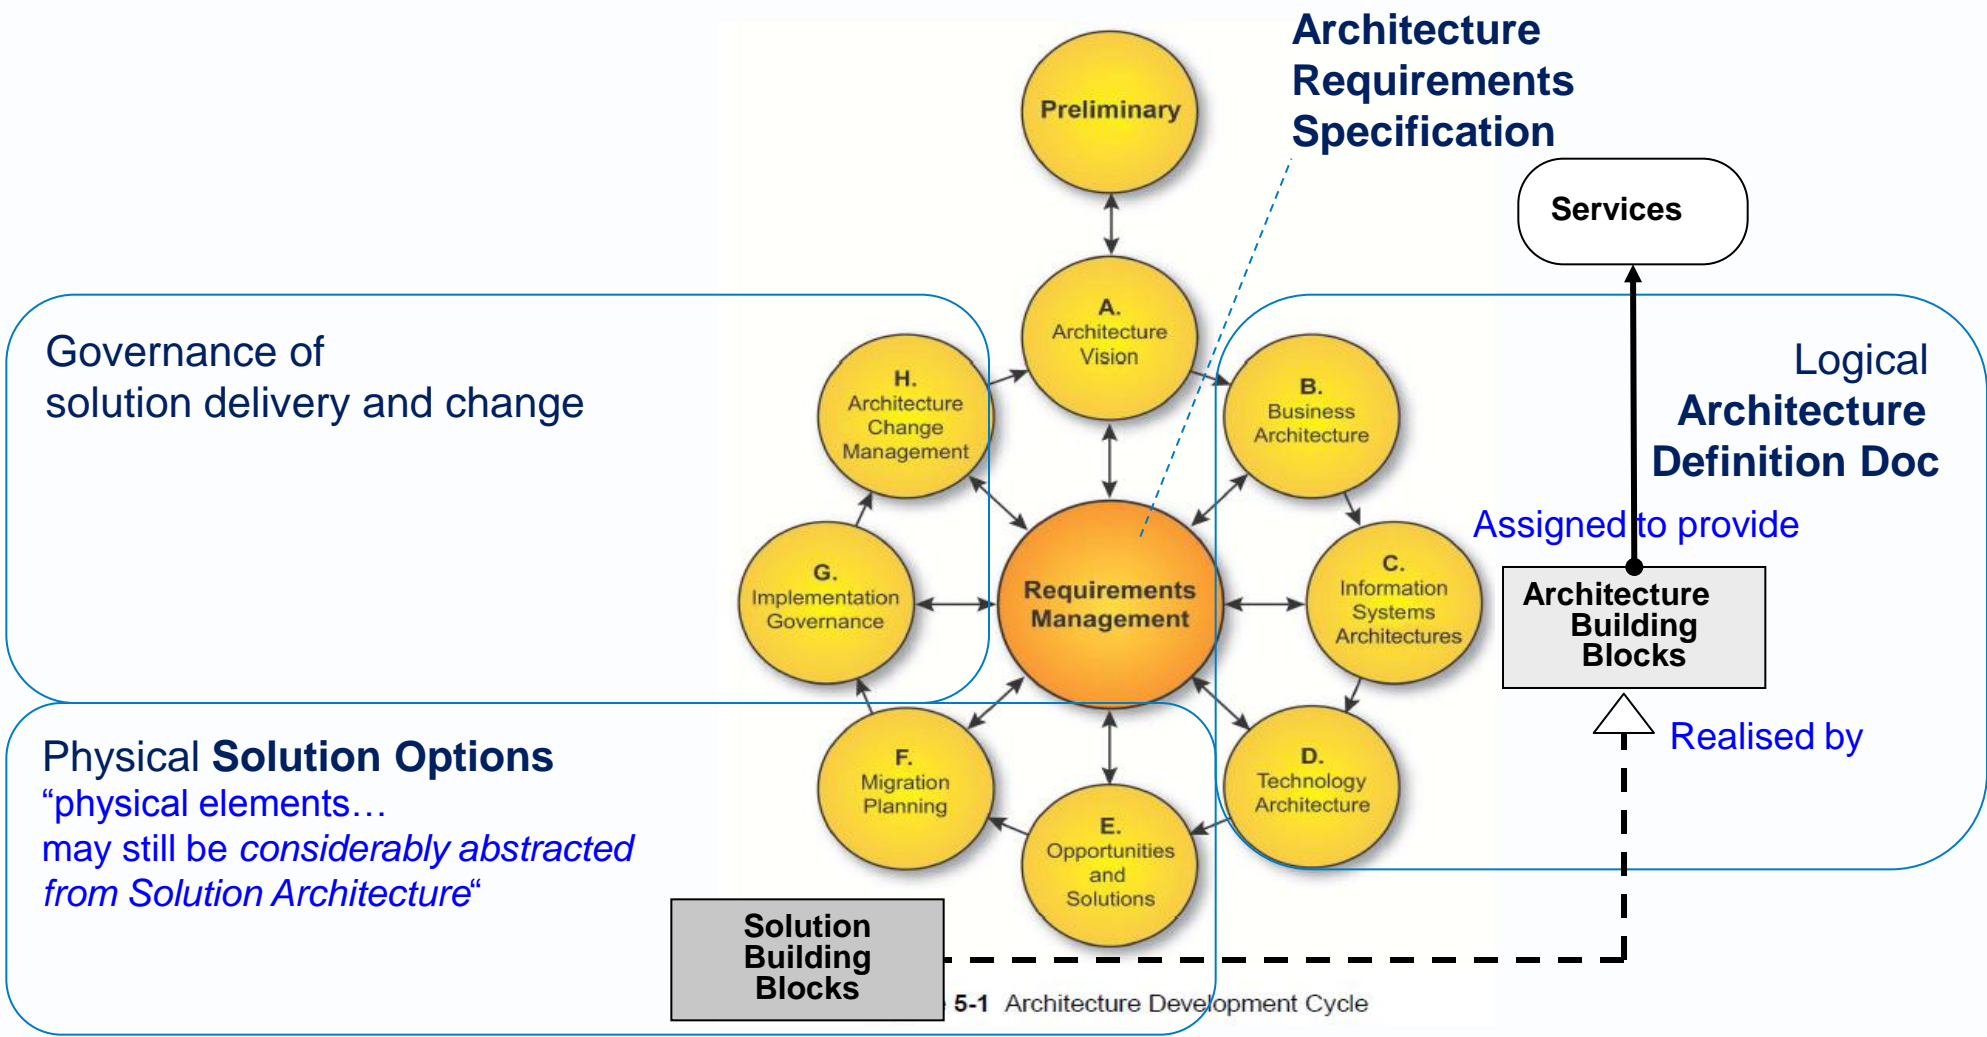 Architecture
Requirements
Specification
Preliminary
Services
A.
Architecture
Vision
Governance of
solution delivery and change
H.
Architecture
Change
Management
B.
Business
Architecture
Logical
Architecture
Definition Doc
Assigned to provide
G.
Implementation
Governance
Requirements
Management
C.
Information
Systems
Architectures
Architecture
Building
Blocks
Realised by
Physical Solution Options
“physical elements…
may still be considerably abstracted
from Solution Architecture“
F.
Migration
Planning
D.
Technology
Architecture
E.
Opportunities
and
Solutions
Solution
Building
Blocks
5-1 Architecture Development Cycle